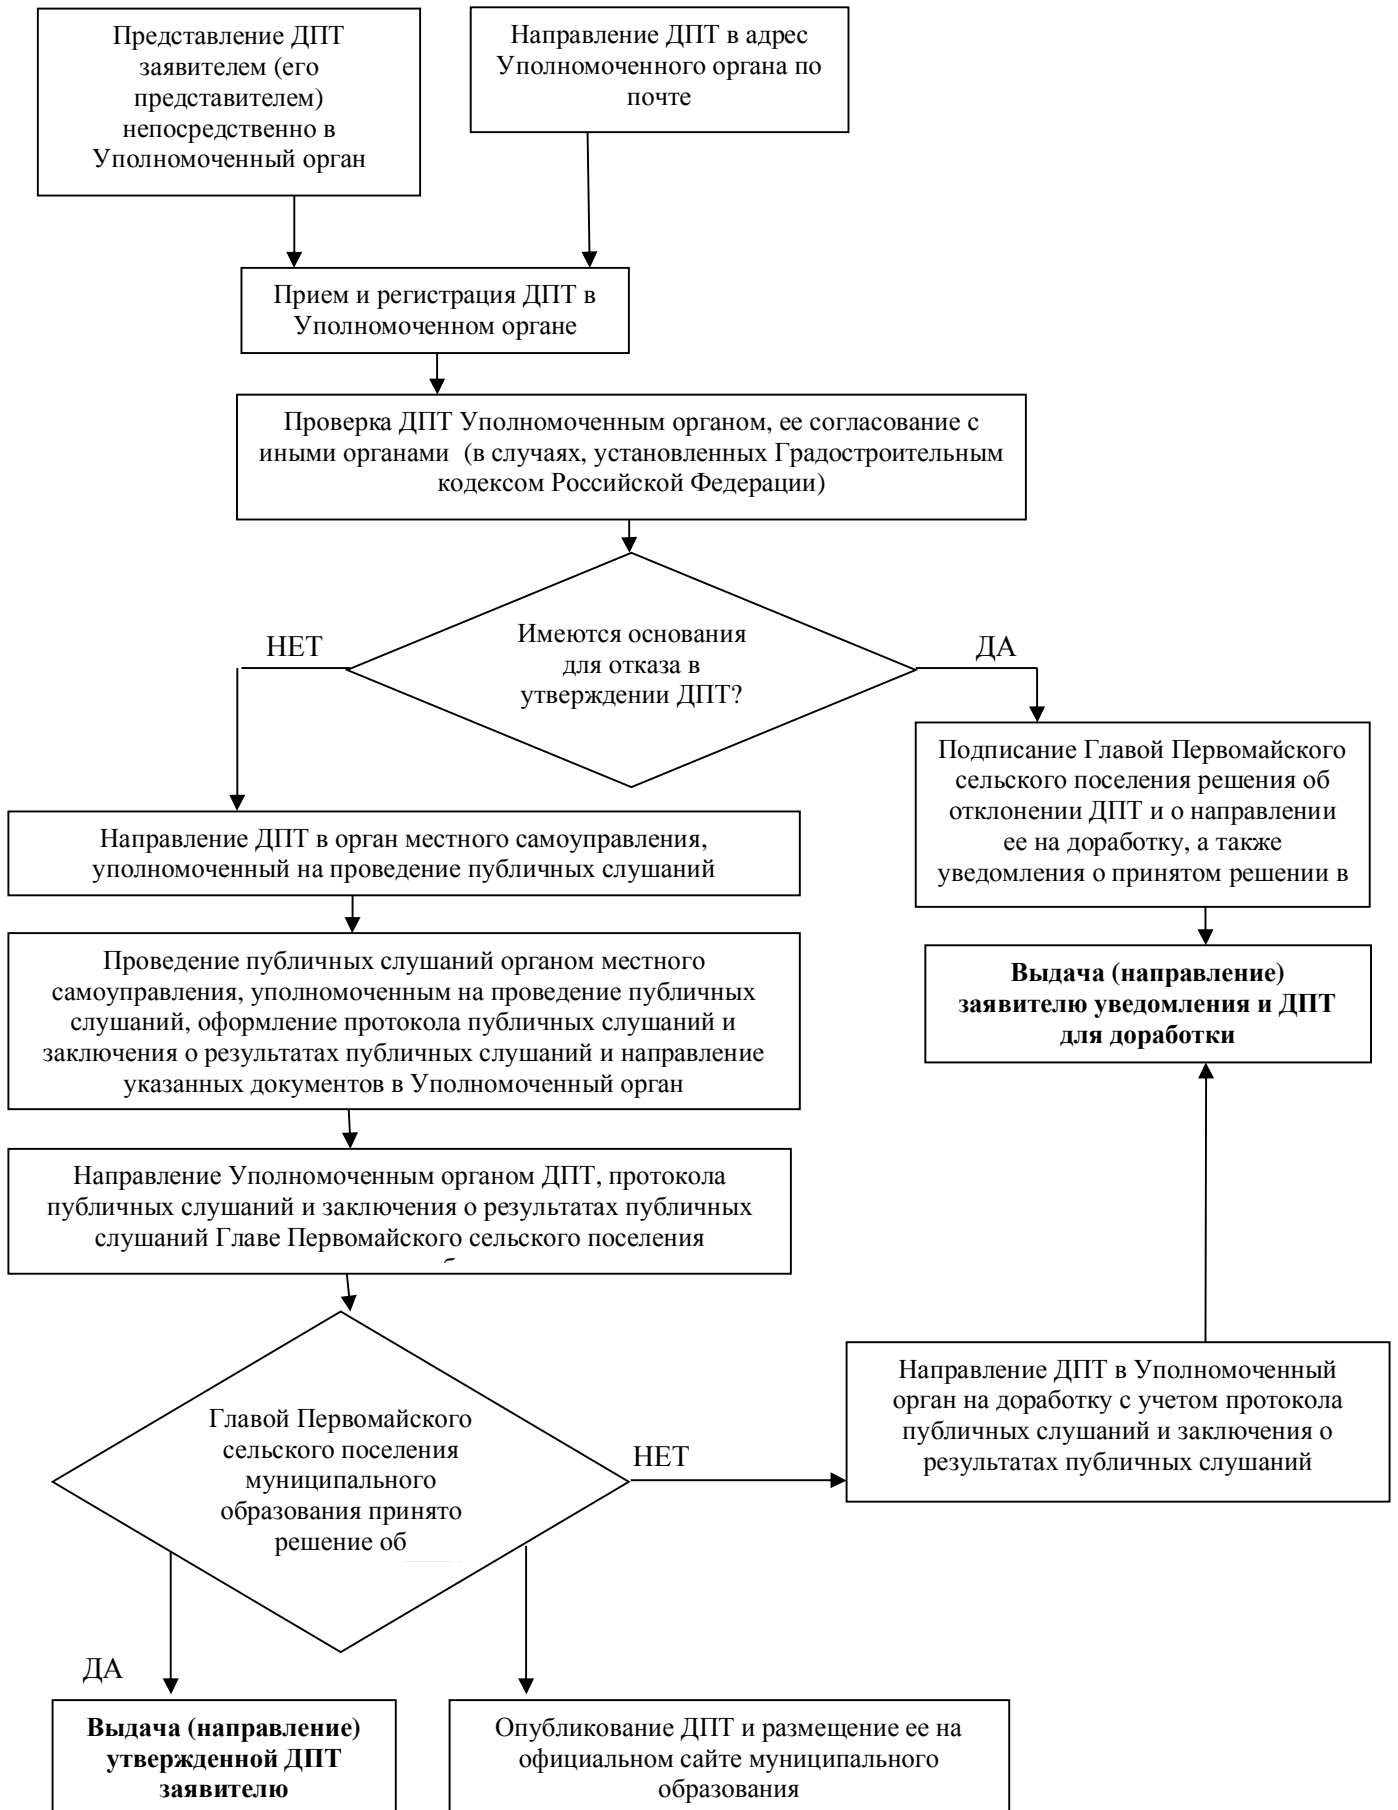 Представление ДПТ
заявителем (его
представителем)
непосредственно в
Уполномоченный орган
Направление ДПТ в адрес
Уполномоченного органа по
почте
Прием и регистрация ДПТ в
Уполномоченном органе
Проверка ДПТ Уполномоченным органом, ее согласование с
иными органами (в случаях, установленных Градостроительным
кодексом Российской Федерации)
Имеются основания
для отказа в
утверждении ДПТ?
НЕТ
ДА
Подписание Главой Первомайского
сельского поселения решения об
отклонении ДПТ и о направлении
ее на доработку, а также
уведомления о принятом решении в
Направление ДПТ в орган местного самоуправления,
уполномоченный на проведение публичных слушаний
Выдача (направление)
заявителю уведомления и ДПТ
для доработки
Проведение публичных слушаний органом местного
самоуправления, уполномоченным на проведение публичных
слушаний, оформление протокола публичных слушаний и
заключения о результатах публичных слушаний и направление
указанных документов в Уполномоченный орган
Направление Уполномоченным органом ДПТ, протокола
публичных слушаний и заключения о результатах публичных
слушаний Главе Первомайского сельского поселения
Главой Первомайского
сельского поселения
муниципального
образования принято
решение об
НЕТ
Направление ДПТ в Уполномоченный
орган на доработку с учетом протокола
публичных слушаний и заключения о
результатах публичных слушаний
ДА
Выдача (направление)
утвержденной ДПТ
заявителю
Опубликование ДПТ и размещение ее на
официальном сайте муниципального
образования